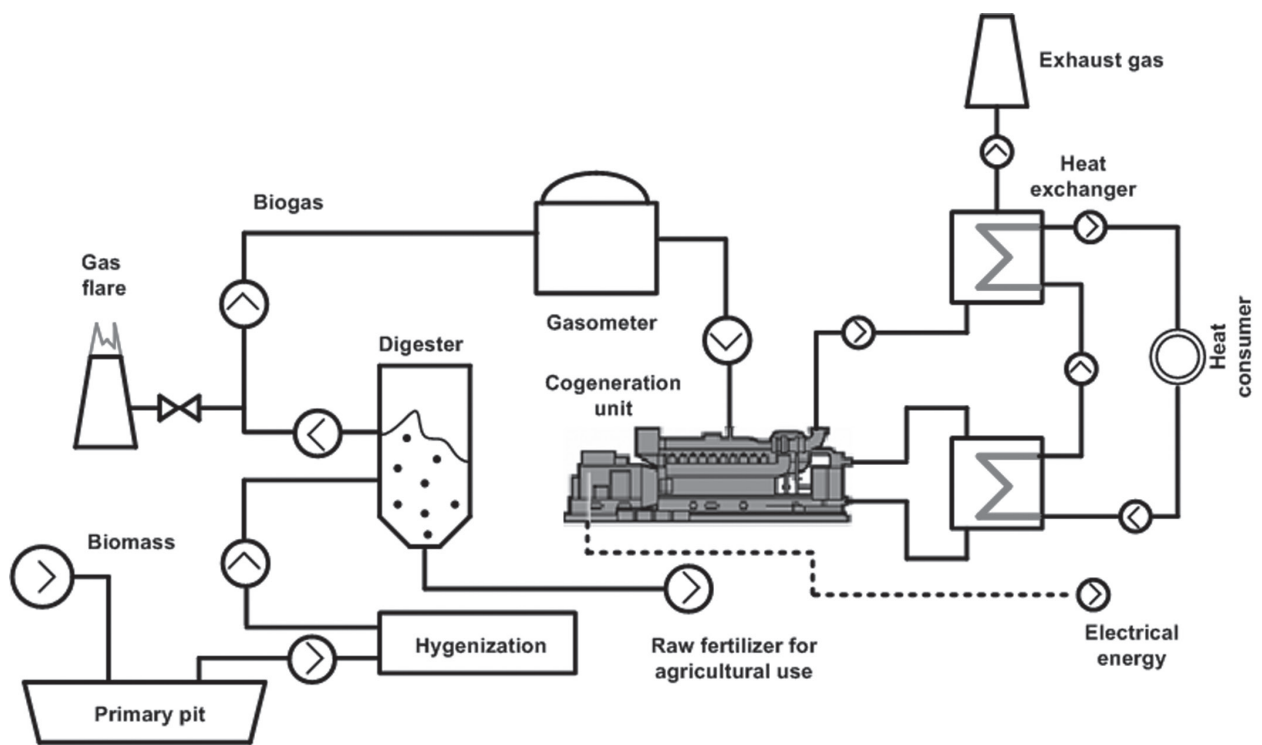 Exhaust gas
Heat
exchanger
Biogas
Gas
flare
Gasometer
Digester
Cogeneration
unit
Heat
consumer
Biomass
Hygenization
Raw fertilizer for
agricultural use
Electrical
energy
Primary pit